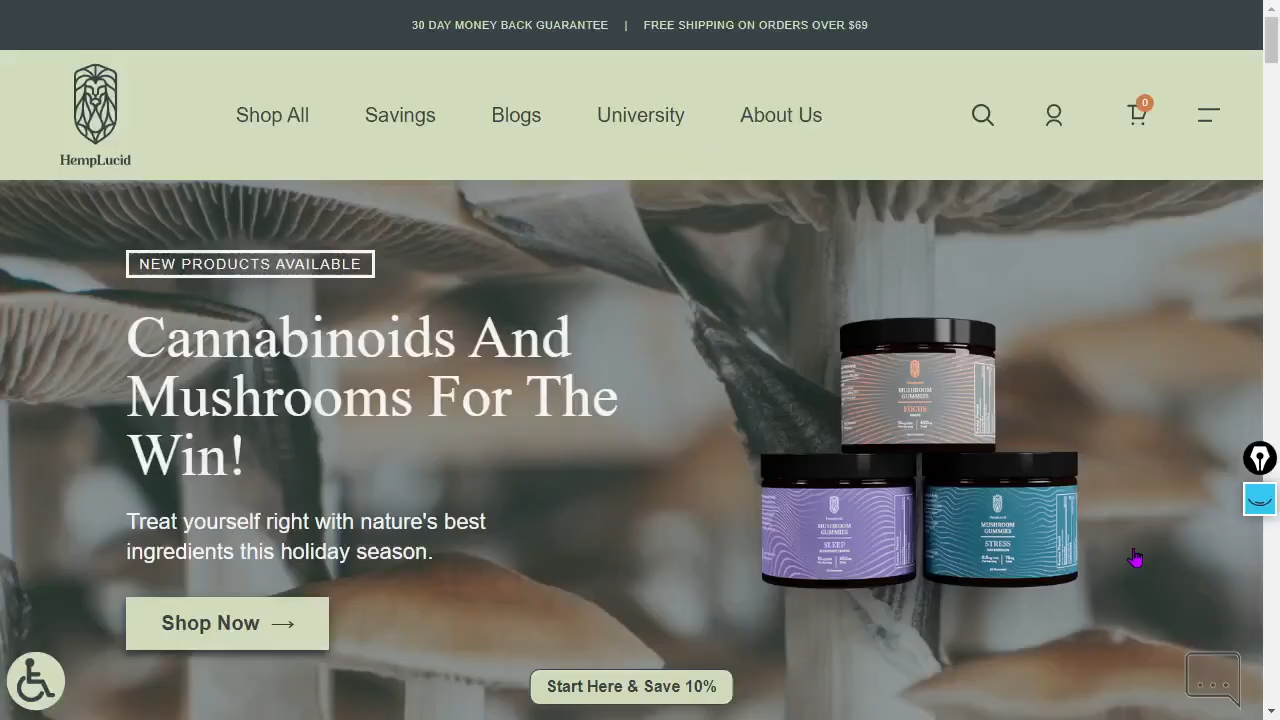 30 DAY MONEY BACK GUARANTEE | FREE SHIPPING ON ORDERS OVER $69
HempLucid
Shop All
Savings
Blogs
University
About Us
0
NEW PRODUCTS AVAILABLE
Cannabinoids And
Mushrooms For The
Win!
Treat yourself right with nature's best
ingredients this holiday season.
Shop Now →
MUSHROOM
GUMMIES
FOCUS
MUSHROOM
GUMMIES
SLEEP
MUSHROOM
GUMMIES
STRESS
Start Here & Save 10%